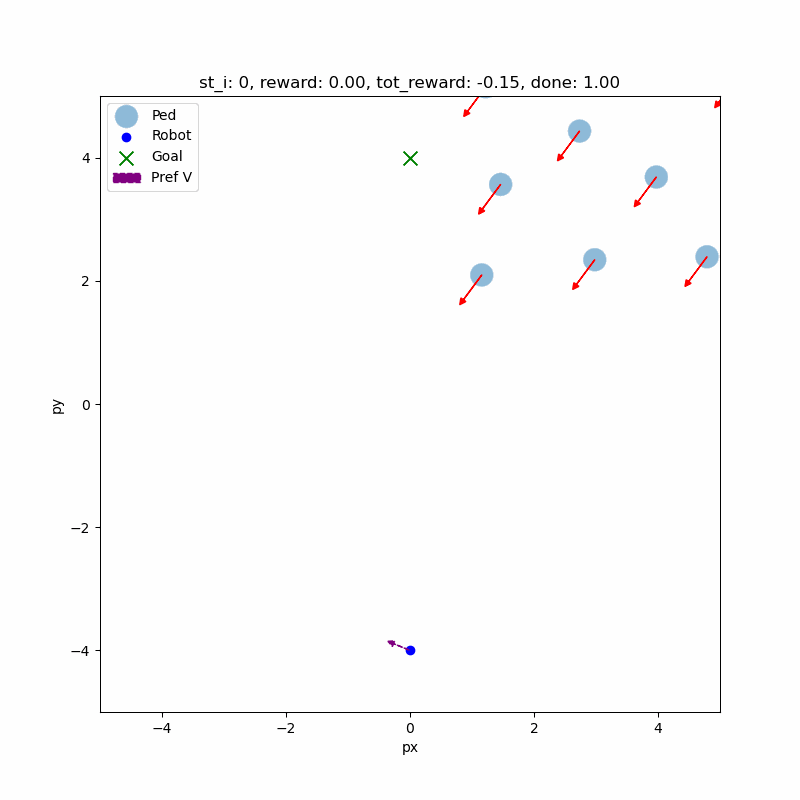 st_i: 0, reward: 0.00, tot_reward: -0.15, done: 1.00
Ped
Robot
Goal
Pref V
4
2
0
−2
−4
py
−4
−2
0
2
4
px